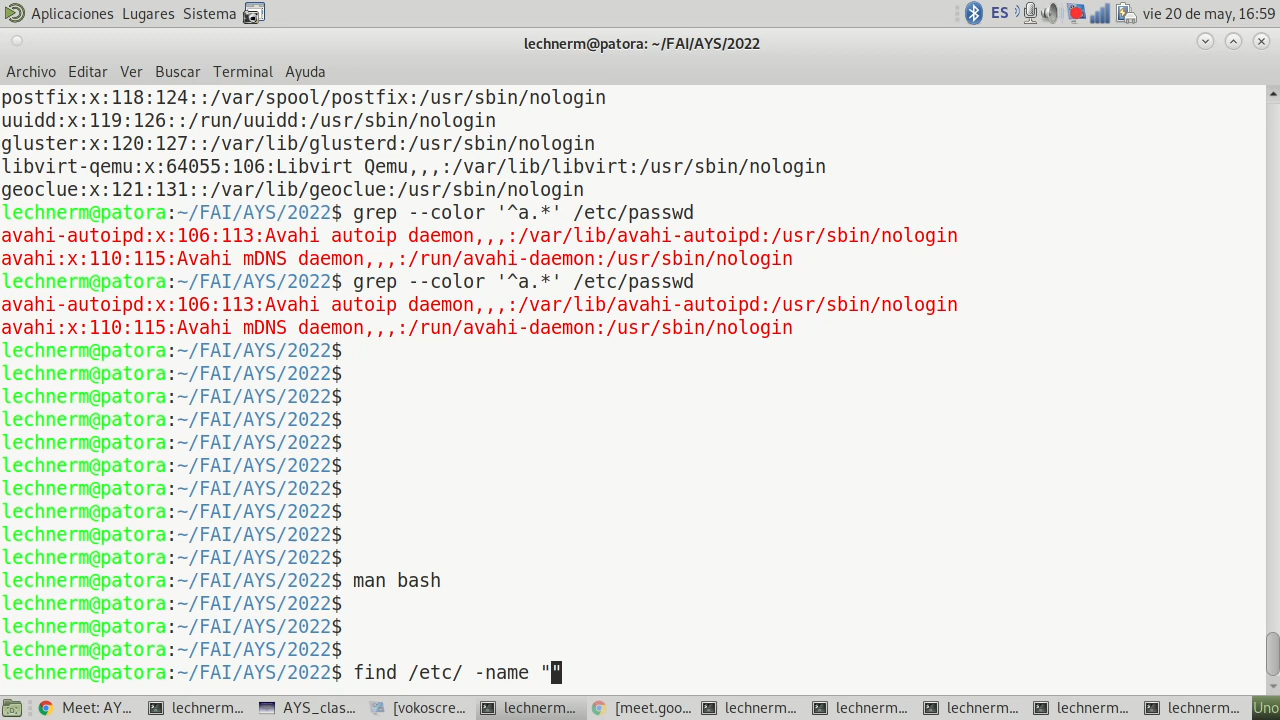 Aplicaciones Lugares Sistema ES vie 20 de may, 16:59
lechnerm@patora: ~/FAI/AYS/2022
Archivo Editar Ver Buscar Terminal Ayuda
postfix:x:118:124::/var/spool/postfix:/usr/sbin/nologin
uuidd:x:119:126::/run/uuidd:/usr/sbin/nologin
gluster:x:120:127::/var/lib/glusterd:/usr/sbin/nologin
libvirt-qemu:x:64055:106:Libvirt Qemu,,,:/var/lib/libvirt:/usr/sbin/nologin
geoclue:x:121:131::/var/lib/geoclue:/usr/sbin/nologin
lechnerm@patora:~/FAI/AYS/2022$ grep --color '^a.*' /etc/passwd
avahi-autoipd:x:106:113:Avahi autoip daemon,,,:/var/lib/avahi-autoipd:/usr/sbin/nologin
avahi:x:110:115:Avahi mDNS daemon,,,:/run/avahi-daemon:/usr/sbin/nologin
lechnerm@patora:~/FAI/AYS/2022$ grep --color '^a.*' /etc/passwd
avahi-autoipd:x:106:113:Avahi autoip daemon,,,:/var/lib/avahi-autoipd:/usr/sbin/nologin
avahi:x:110:115:Avahi mDNS daemon,,,:/run/avahi-daemon:/usr/sbin/nologin
lechnerm@patora:~/FAI/AYS/2022$
lechnerm@patora:~/FAI/AYS/2022$
lechnerm@patora:~/FAI/AYS/2022$
lechnerm@patora:~/FAI/AYS/2022$
lechnerm@patora:~/FAI/AYS/2022$
lechnerm@patora:~/FAI/AYS/2022$
lechnerm@patora:~/FAI/AYS/2022$
lechnerm@patora:~/FAI/AYS/2022$
lechnerm@patora:~/FAI/AYS/2022$
lechnerm@patora:~/FAI/AYS/2022$
lechnerm@patora:~/FAI/AYS/2022$ man bash
lechnerm@patora:~/FAI/AYS/2022$
lechnerm@patora:~/FAI/AYS/2022$
lechnerm@patora:~/FAI/AYS/2022$
lechnerm@patora:~/FAI/AYS/2022$ find /etc/ -name ""
Meet: AY... lechnerm... AYS_clas... [vokoscre... lechnerm... [meet.goo... lechnerm... lechnerm... lechnerm... lechnerm... lechnerm... Uno